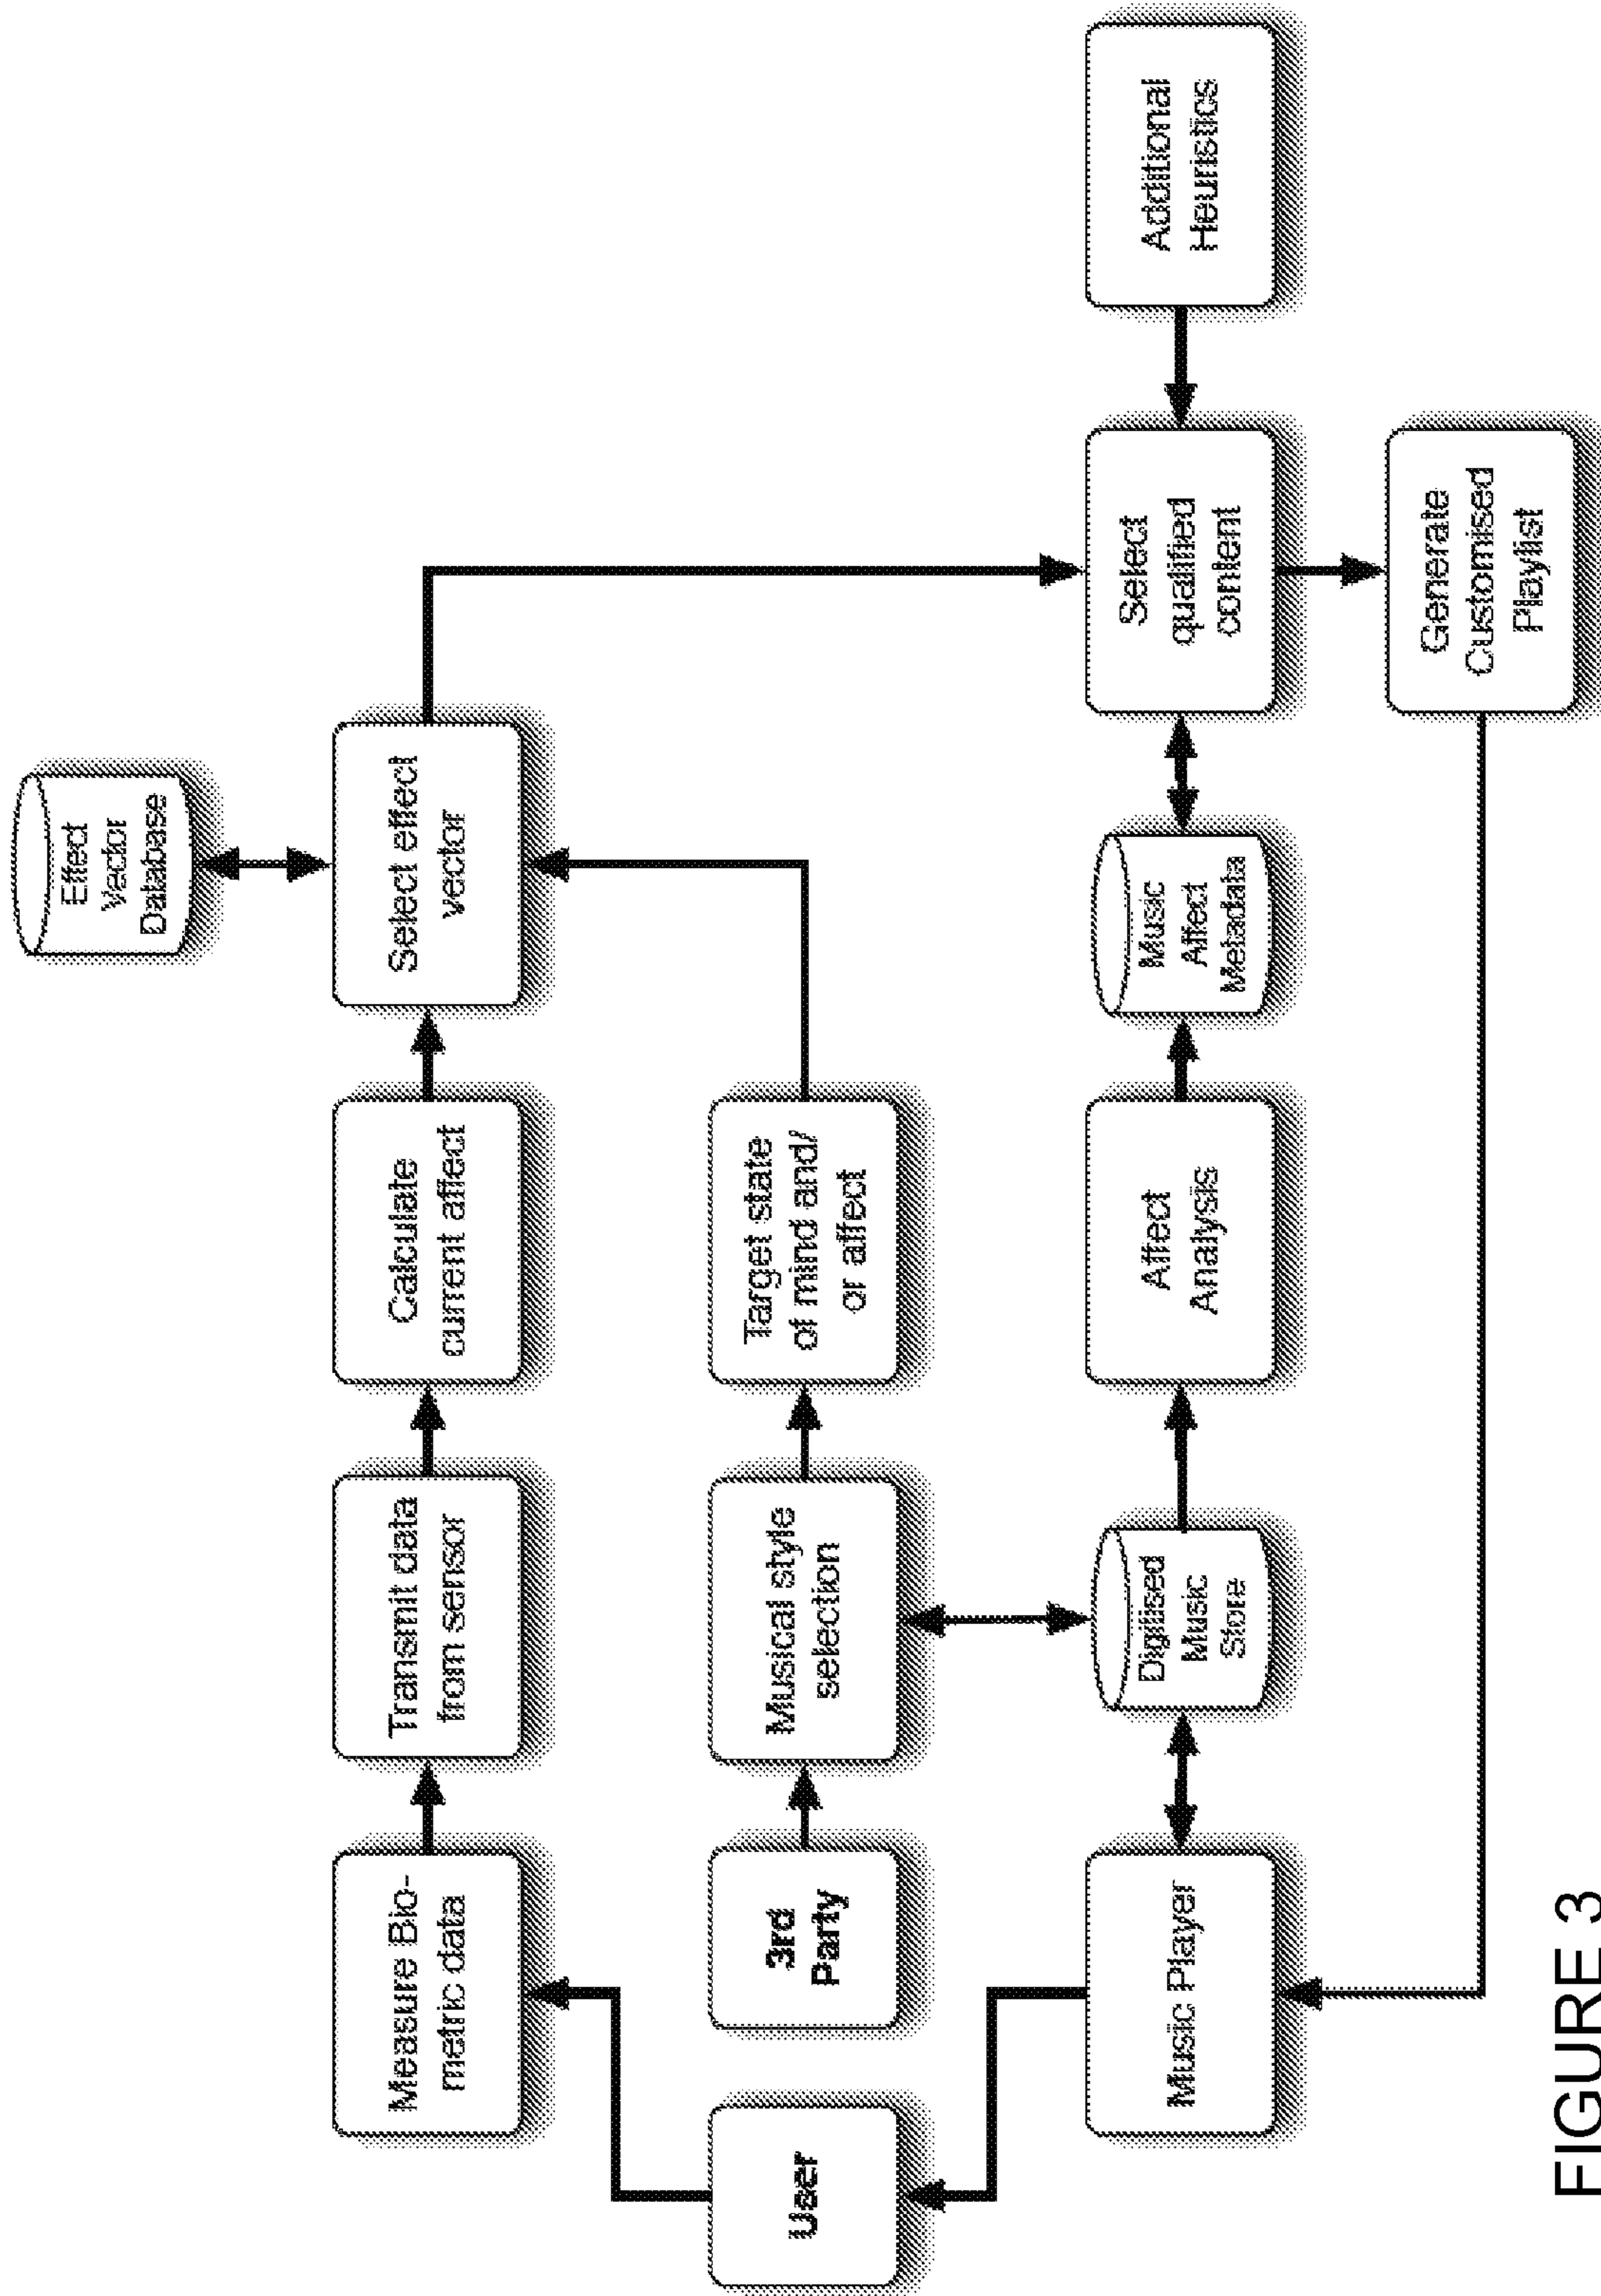 Effect
Vector
Database
Measure Bio-
metric data
Transmit data
from sensor
Calculate
current affect
Select effect
vector
User
3rd
Party
Musical style
selection
Target state
of mind and/
or affect
Music Player
Digitised
Music
Store
Affect
Analysis
Music
Affect
Metadata
Select
qualified
content
Additional
Heuristics
Generate
Customised
Playlist
FIGURE 3